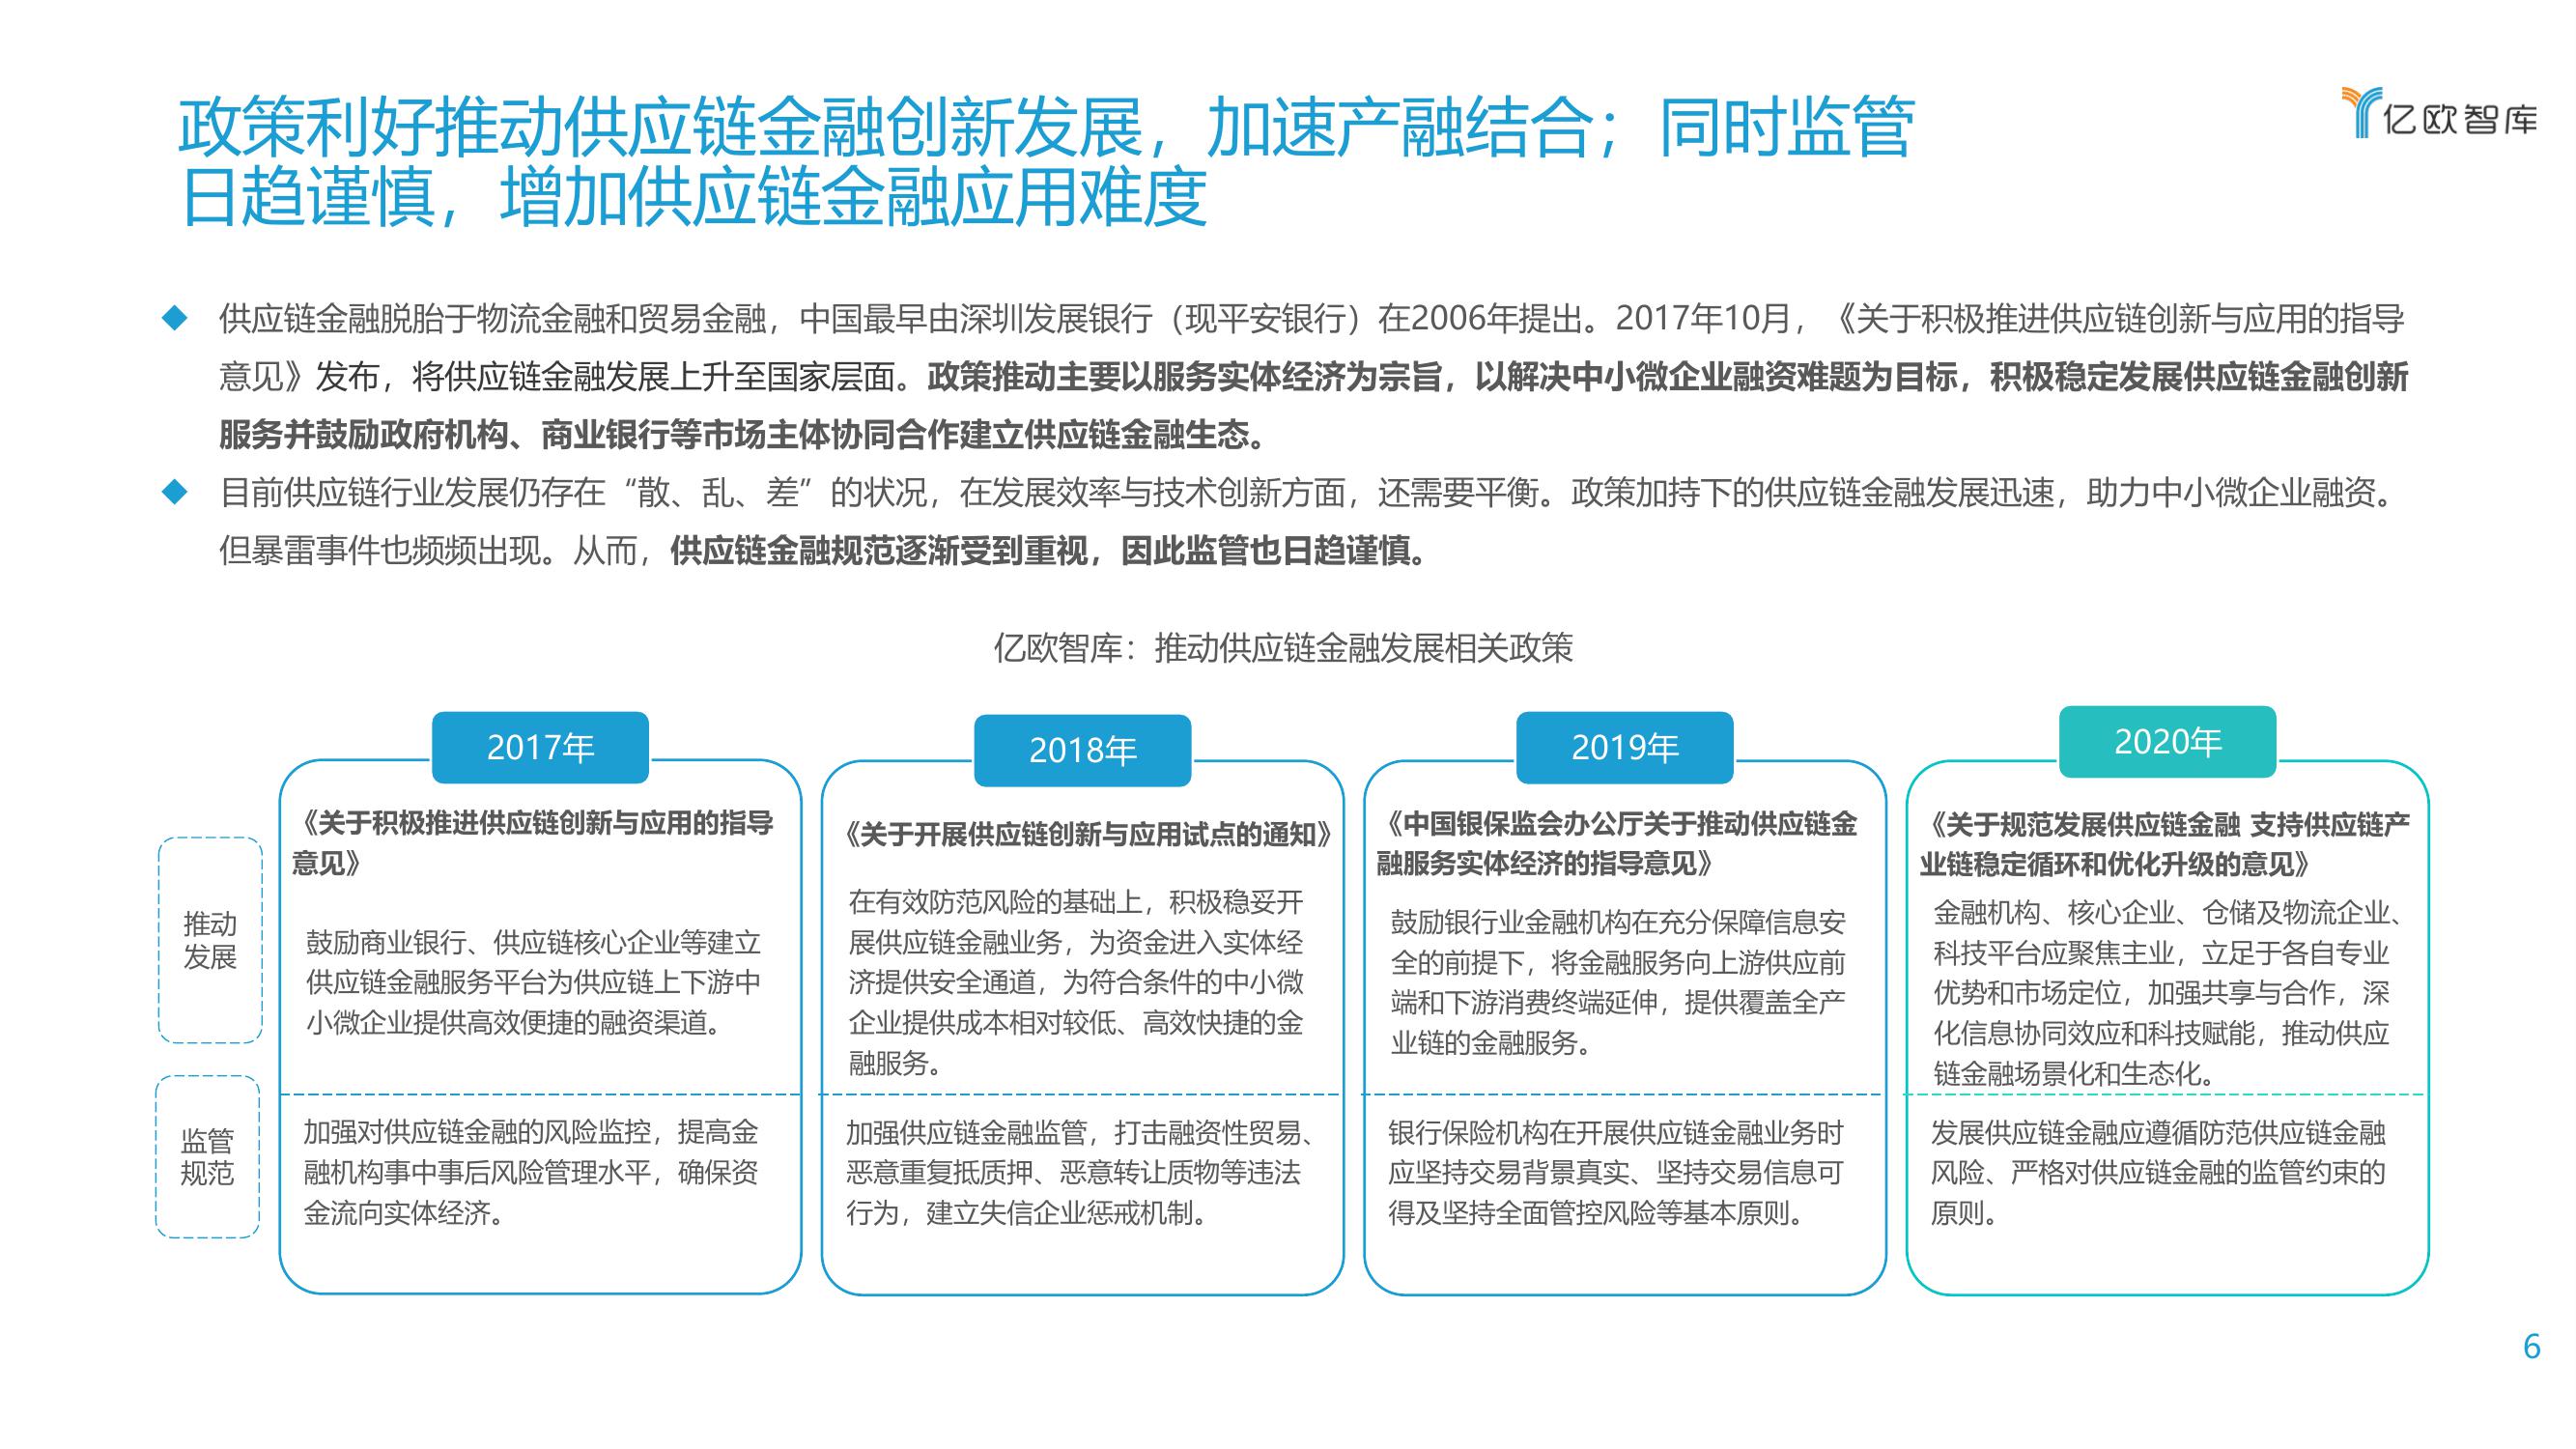 政策利好推动供应链金融创新发展，加速产融结合；同时监管
日趋谨慎，增加供应链金融应用难度
亿欧智库
供应链金融脱胎于物流金融和贸易金融，中国最早由深圳发展银行（现平安银行）在2006年提出。2017年10月，《关于积极推进供应链创新与应用的指导
意见》发布，将供应链金融发展上升至国家层面。政策推动主要以服务实体经济为宗旨，以解决中小微企业融资难题为目标，积极稳定发展供应链金融创新
服务并鼓励政府机构、商业银行等市场主体协同合作建立供应链金融生态。
目前供应链行业发展仍存在“散、乱、差”的状况，在发展效率与技术创新方面，还需要平衡。政策加持下的供应链金融发展迅速，助力中小微企业融资。
但暴雷事件也频频出现。从而，供应链金融规范逐渐受到重视，因此监管也日趋谨慎。
亿欧智库：推动供应链金融发展相关政策
推动
发展
监管
规范
2017年
《关于积极推进供应链创新与应用的指导
意见》
鼓励商业银行、供应链核心企业等建立
供应链金融服务平台为供应链上下游中
小微企业提供高效便捷的融资渠道。
加强对供应链金融的风险监控，提高金
融机构事中事后风险管理水平，确保资
金流向实体经济。
2018年
《关于开展供应链创新与应用试点的通知》
在有效防范风险的基础上，积极稳妥开
展供应链金融业务，为资金进入实体经
济提供安全通道，为符合条件的中小微
企业提供成本相对较低、高效快捷的金
融服务。
加强供应链金融监管，打击融资性贸易、
恶意重复抵质押、恶意转让质物等违法
行为，建立失信企业惩戒机制。
2019年
《中国银保监会办公厅关于推动供应链金
融服务实体经济的指导意见》
鼓励银行业金融机构在充分保障信息安
全的前提下，将金融服务向上游供应前
端和下游消费终端延伸，提供覆盖全产
业链的金融服务。
银行保险机构在开展供应链金融业务时
应坚持交易背景真实、坚持交易信息可
得及坚持全面管控风险等基本原则。
2020年
《关于规范发展供应链金融 支持供应链产
业链稳定循环和优化升级的意见》
金融机构、核心企业、仓储及物流企业、
科技平台应聚焦主业，立足于各自专业
优势和市场定位，加强共享与合作，深
化信息协同效应和科技赋能，推动供应
链金融场景化和生态化。
发展供应链金融应遵循防范供应链金融
风险、严格对供应链金融的监管约束的
原则。
6